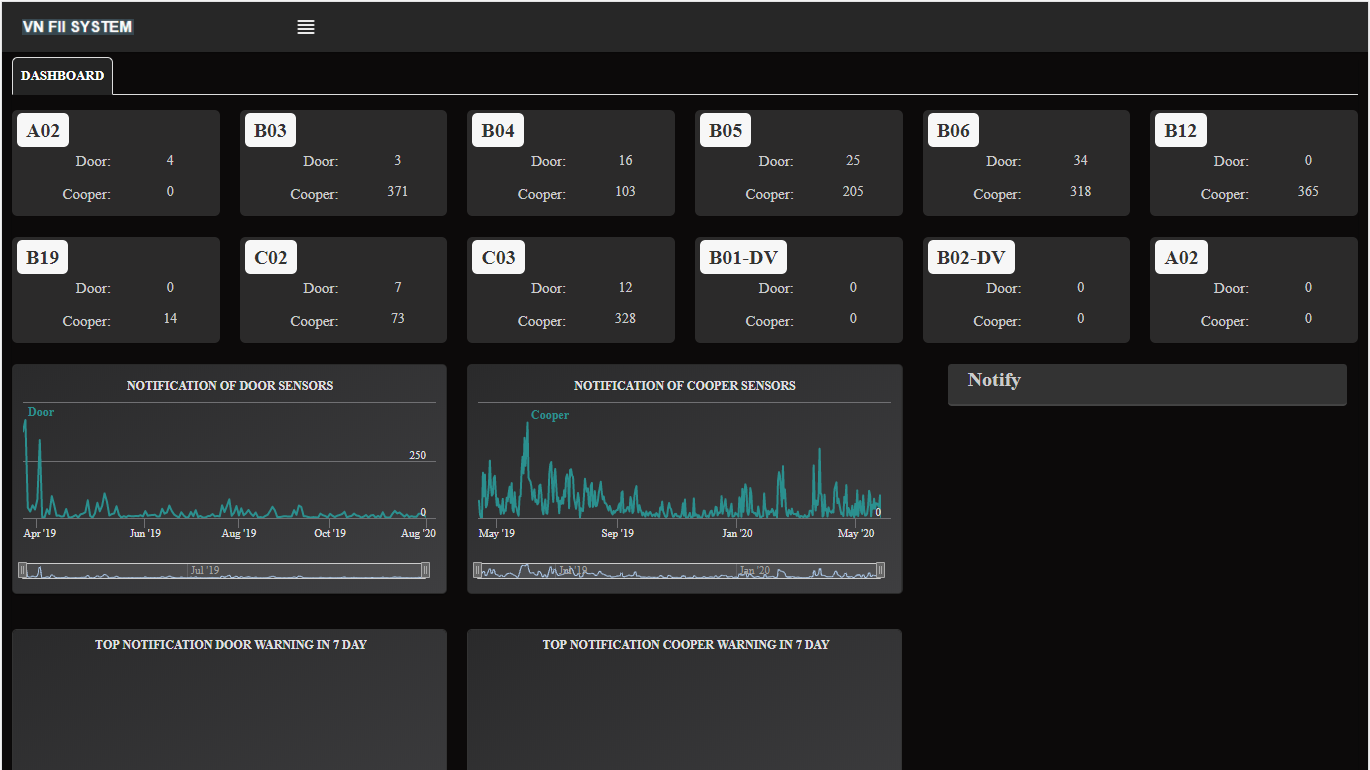 VN FII SYSTEM
DASHBOARD
A02
Door: 4
Cooper: 0
B03
Door: 3
Cooper: 371
B04
Door: 16
Cooper: 103
B05
Door: 25
Cooper: 205
B06
Door: 34
Cooper: 318
B12
Door: 0
Cooper: 365
B19
Door: 0
Cooper: 14
C02
Door: 7
Cooper: 73
C03
Door: 12
Cooper: 328
B01-DV
Door: 0
Cooper: 0
B02-DV
Door: 0
Cooper: 0
A02
Door: 0
Cooper: 0
NOTIFICATION OF DOOR SENSORS
Door
250
0
Apr '19 Jun '19 Aug '19 Oct '19 Aug '20
Jul '19
NOTIFICATION OF COOPER SENSORS
Cooper
0
May '19 Sep '19 Jan '20 May '20
Jul '19 Jan '20
Notify
TOP NOTIFICATION DOOR WARNING IN 7 DAY
TOP NOTIFICATION COOPER WARNING IN 7 DAY